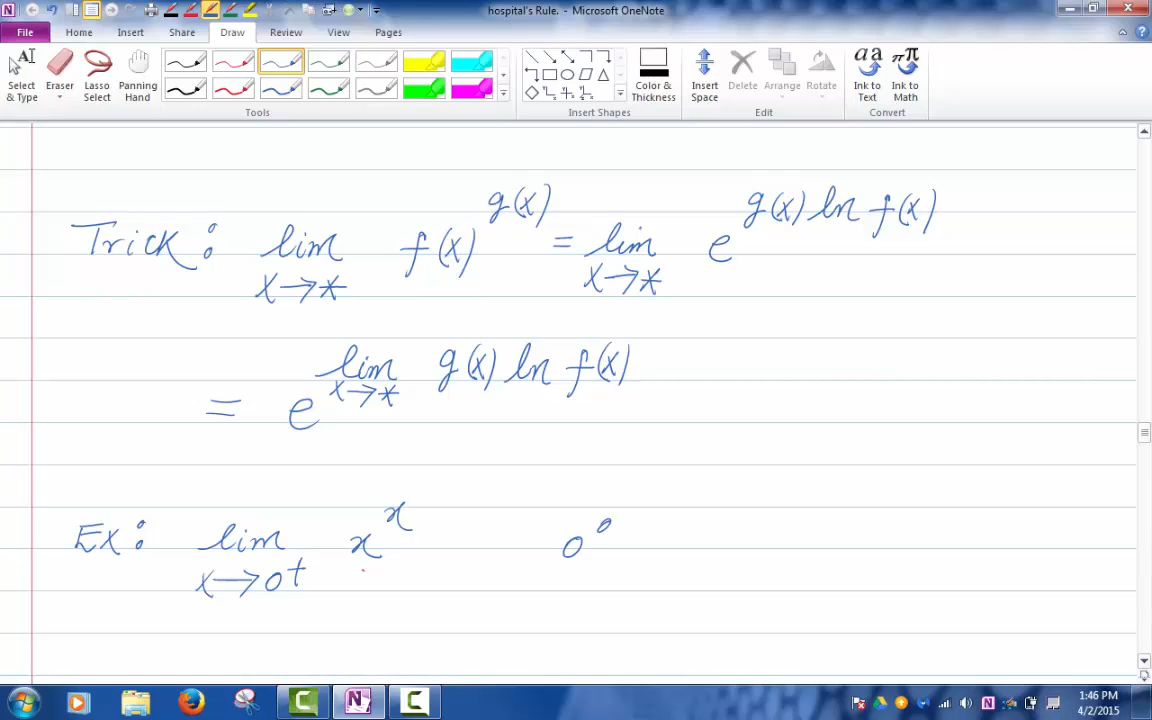 hospital's Rule. - Microsoft OneNote
File Home Insert Share Draw Review View Pages
Select & Type Eraser Lasso Select Panning Hand Color & Thickness Insert Space Delete Arrange Rotate Ink to Text Ink to Math
Tools Insert Shapes Edit Convert
Trick: lim x→* f(x)^g(x) = lim x→* e^g(x) ln f(x)
= e^lim x→* g(x) ln f(x)
Ex: lim x→0+ x^x 0^0
1:46 PM
4/2/2015